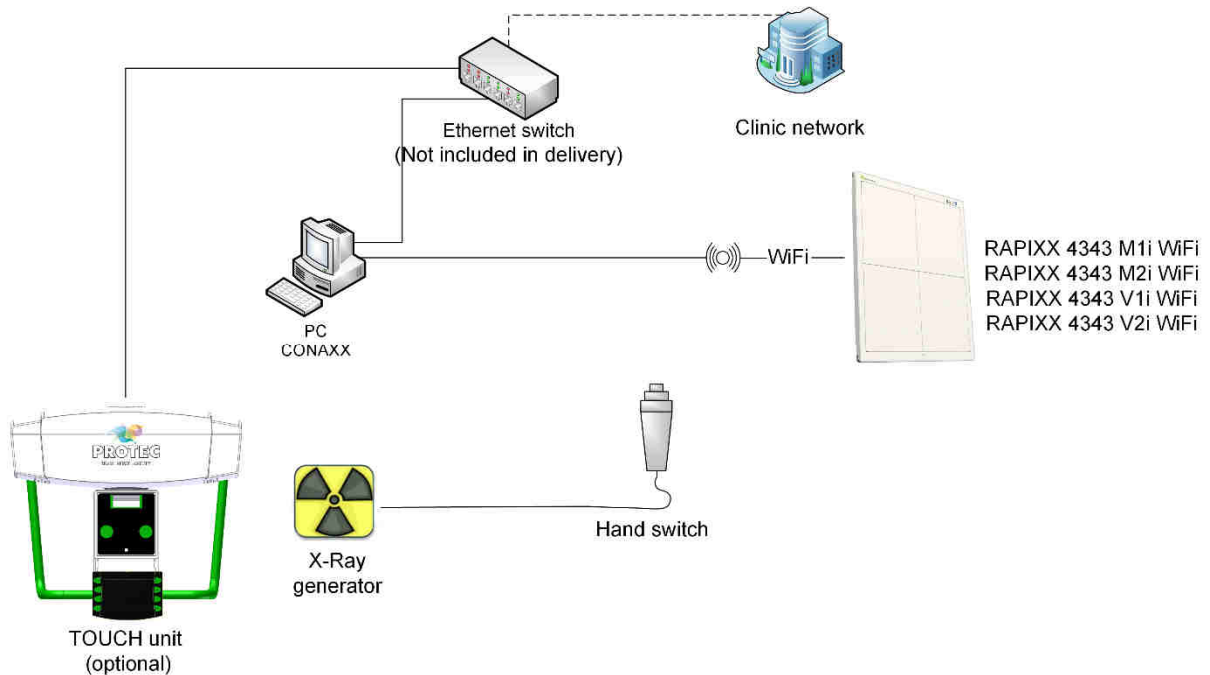 Ethernet switch
(Not included in delivery)
Clinic network
WiFi
RAPIXX 4343 M1i WiFi
RAPIXX 4343 M2i WiFi
RAPIXX 4343 V1i WiFi
RAPIXX 4343 V2i WiFi
PC
CONAXX
PROTEC
Hand switch
X-Ray
generator
TOUCH unit
(optional)